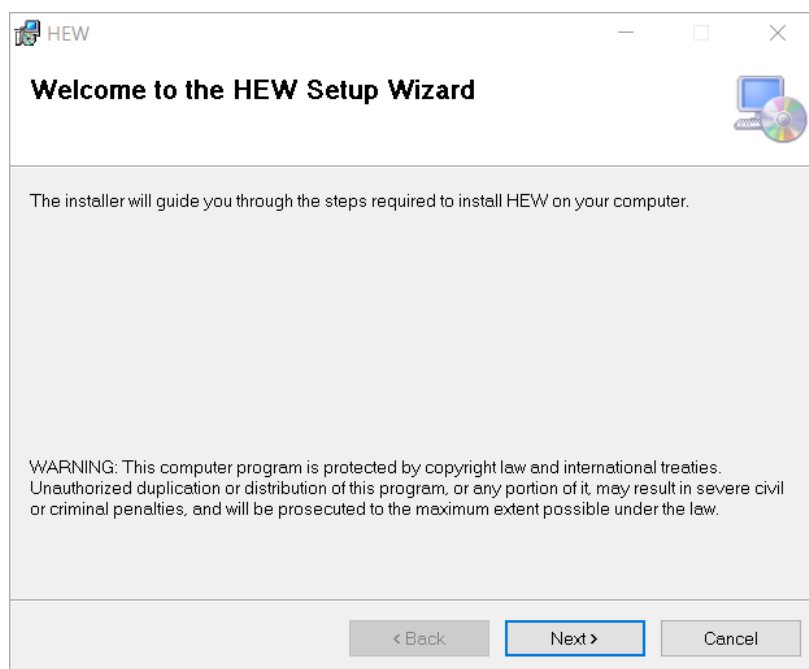 HEW
Welcome to the HEW Setup Wizard
The installer will guide you through the steps required to install HEW on your computer.
WARNING: This computer program is protected by copyright law and international treaties.
Unauthorized duplication or distribution of this program, or any portion of it, may result in severe civil
or criminal penalties, and will be prosecuted to the maximum extent possible under the law.
< Back
Next >
Cancel